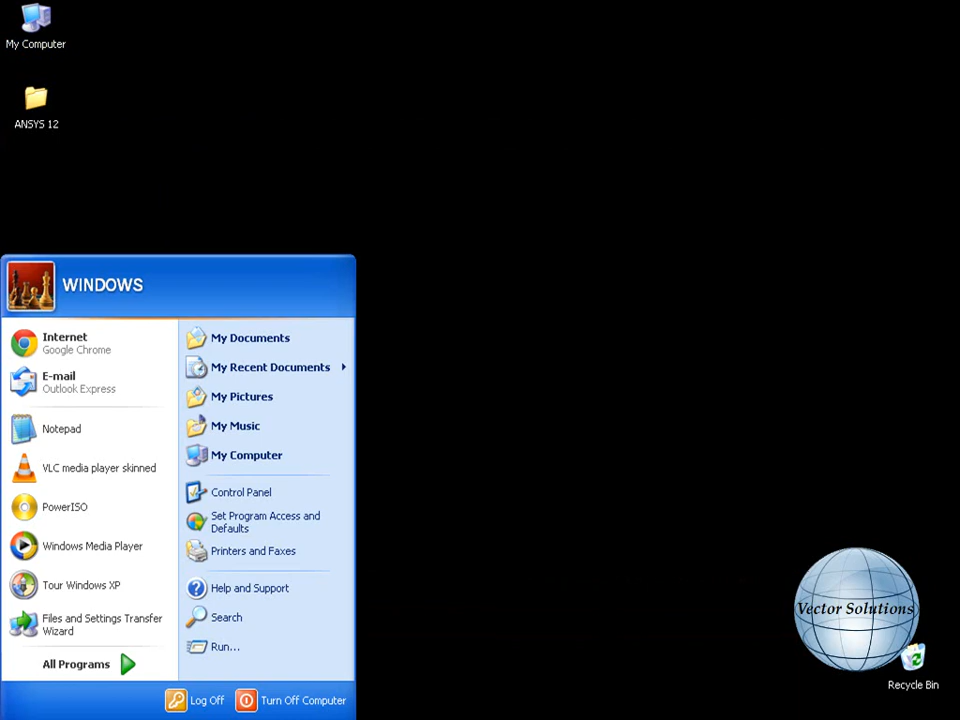 My Computer
ANSYS 12
WINDOWS
Internet
Google Chrome
E-mail
Outlook Express
Notepad
VLC media player skinned
PowerISO
Windows Media Player
Tour Windows XP
Files and Settings Transfer
Wizard
All Programs
My Documents
My Recent Documents
My Pictures
My Music
My Computer
Control Panel
Set Program Access and
Defaults
Printers and Faxes
Help and Support
Search
Run...
Log Off
Turn Off Computer
Vector Solutions
Recycle Bin